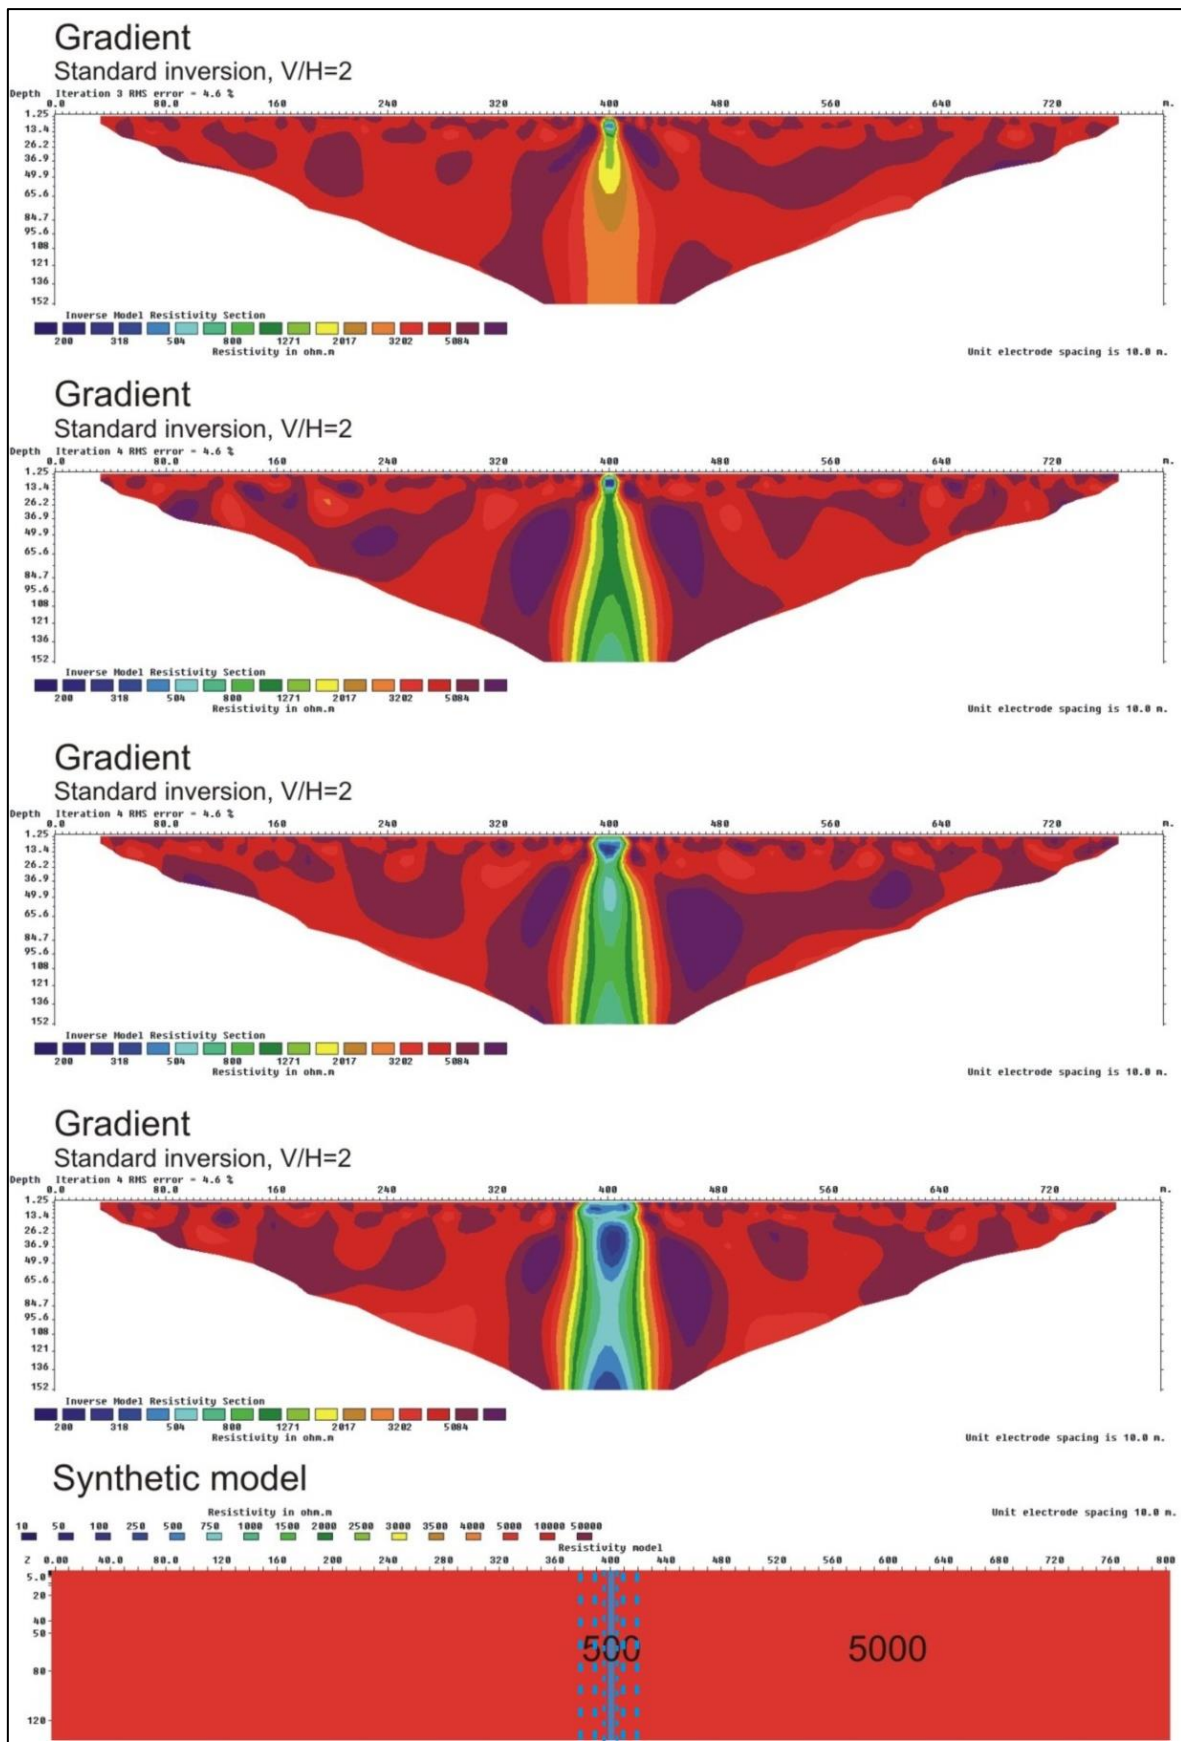 Gradient
Standard inversion, V/H=2
Depth Iteration 3 RMS error = 4.6 %
0.0 80.0 160 240 320 400 480 560 640 720 m.
1.25
13.4
26.2
36.9
49.9
65.6
84.7
95.6
108
121
136
152
Inverse Model Resistivity Section
200 318 504 800 1271 2017 3202 5084
Resistivity in ohm.m
Unit electrode spacing is 10.0 m.
Gradient
Standard inversion, V/H=2
Depth Iteration 4 RMS error = 4.6 %
0.0 80.0 160 240 320 400 480 560 640 720 m.
1.25
13.4
26.2
36.9
49.9
65.6
84.7
95.6
108
121
136
152
Inverse Model Resistivity Section
200 318 504 800 1271 2017 3202 5084
Resistivity in ohm.m
Unit electrode spacing is 10.0 m.
Gradient
Standard inversion, V/H=2
Depth Iteration 4 RMS error = 4.6 %
0.0 80.0 160 240 320 400 480 560 640 720 m.
1.25
13.4
26.2
36.9
49.9
65.6
84.7
95.6
108
121
136
152
Inverse Model Resistivity Section
200 318 504 800 1271 2017 3202 5084
Resistivity in ohm.m
Unit electrode spacing is 10.0 m.
Gradient
Standard inversion, V/H=2
Depth Iteration 4 RMS error = 4.6 %
0.0 80.0 160 240 320 400 480 560 640 720 m.
1.25
13.4
26.2
36.9
49.9
65.6
84.7
95.6
108
121
136
152
Inverse Model Resistivity Section
200 318 504 800 1271 2017 3202 5084
Resistivity in ohm.m
Unit electrode spacing is 10.0 m.
Synthetic model
Resistivity in ohm.m
Unit electrode spacing 10.0 m.
10 50 100 250 500 750 1000 1500 2000 2500 3000 3500 4000 5000 10000 50000
Resistivity model
Z 0.00 40.0 80.0 120 160 200 240 280 320 360 400 440 480 520 560 600 640 680 720 760 800
5.0
20
40
50
80
120
500 5000